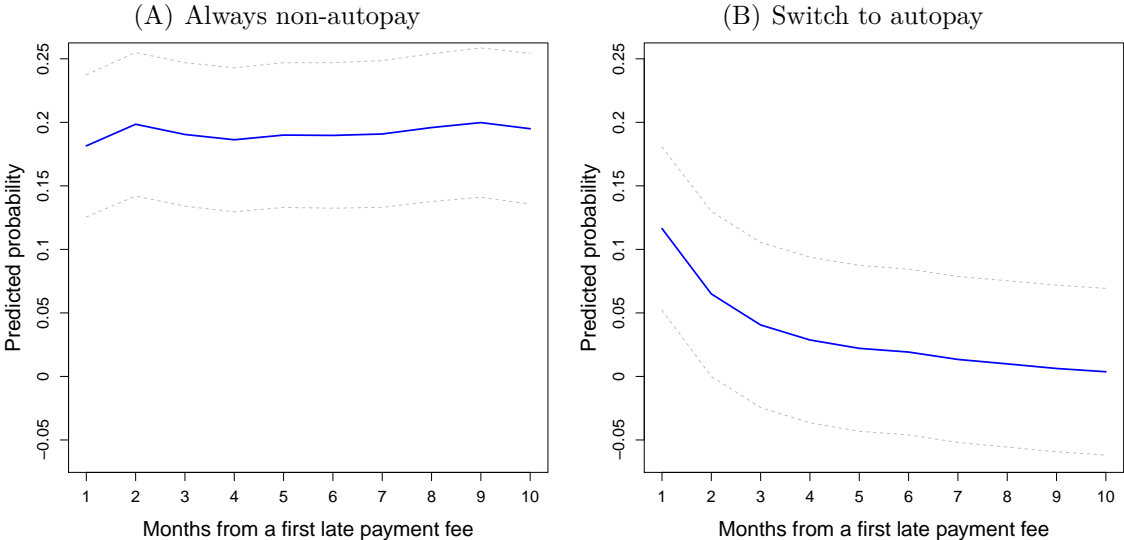 (A) Always non-autopay
Predicted probability
0.25
0.2
0.15
0.1
0.05
0
−0.05
1 2 3 4 5 6 7 8 9 10
Months from a first late payment fee
(B) Switch to autopay
Predicted probability
0.25
0.2
0.15
0.1
0.05
0
−0.05
1 2 3 4 5 6 7 8 9 10
Months from a first late payment fee